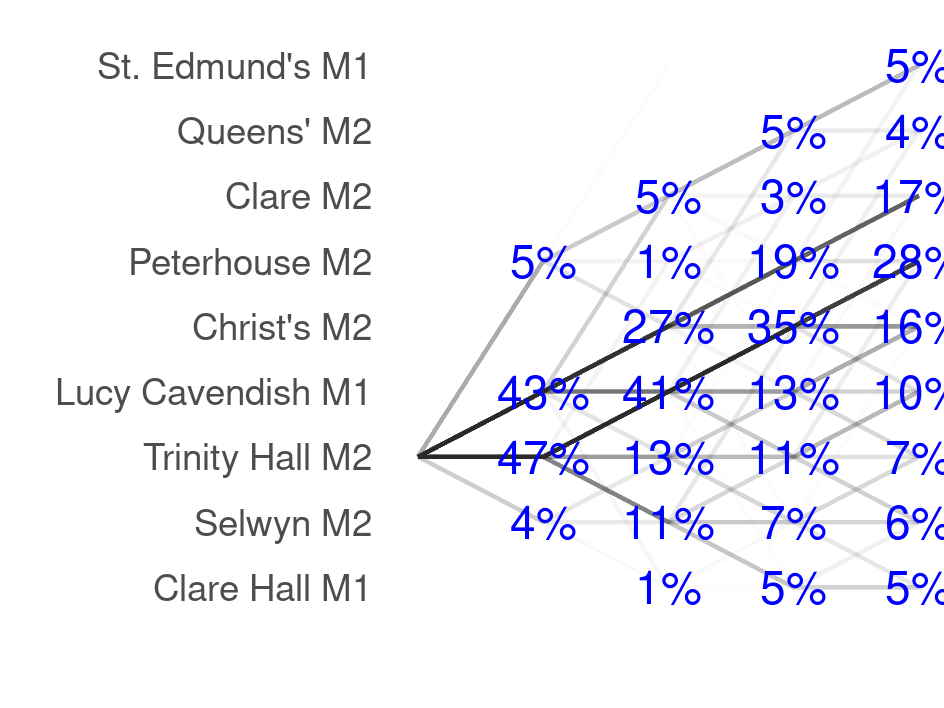 St. Edmund's M1 5%
Queens' M2 5% 4%
Clare M2 5% 3% 17%
Peterhouse M2 5% 1% 19% 28%
Christ's M2 27% 35% 16%
Lucy Cavendish M1 43% 41% 13% 10%
Trinity Hall M2 47% 13% 11% 7%
Selwyn M2 4% 11% 7% 6%
Clare Hall M1 1% 5% 5%